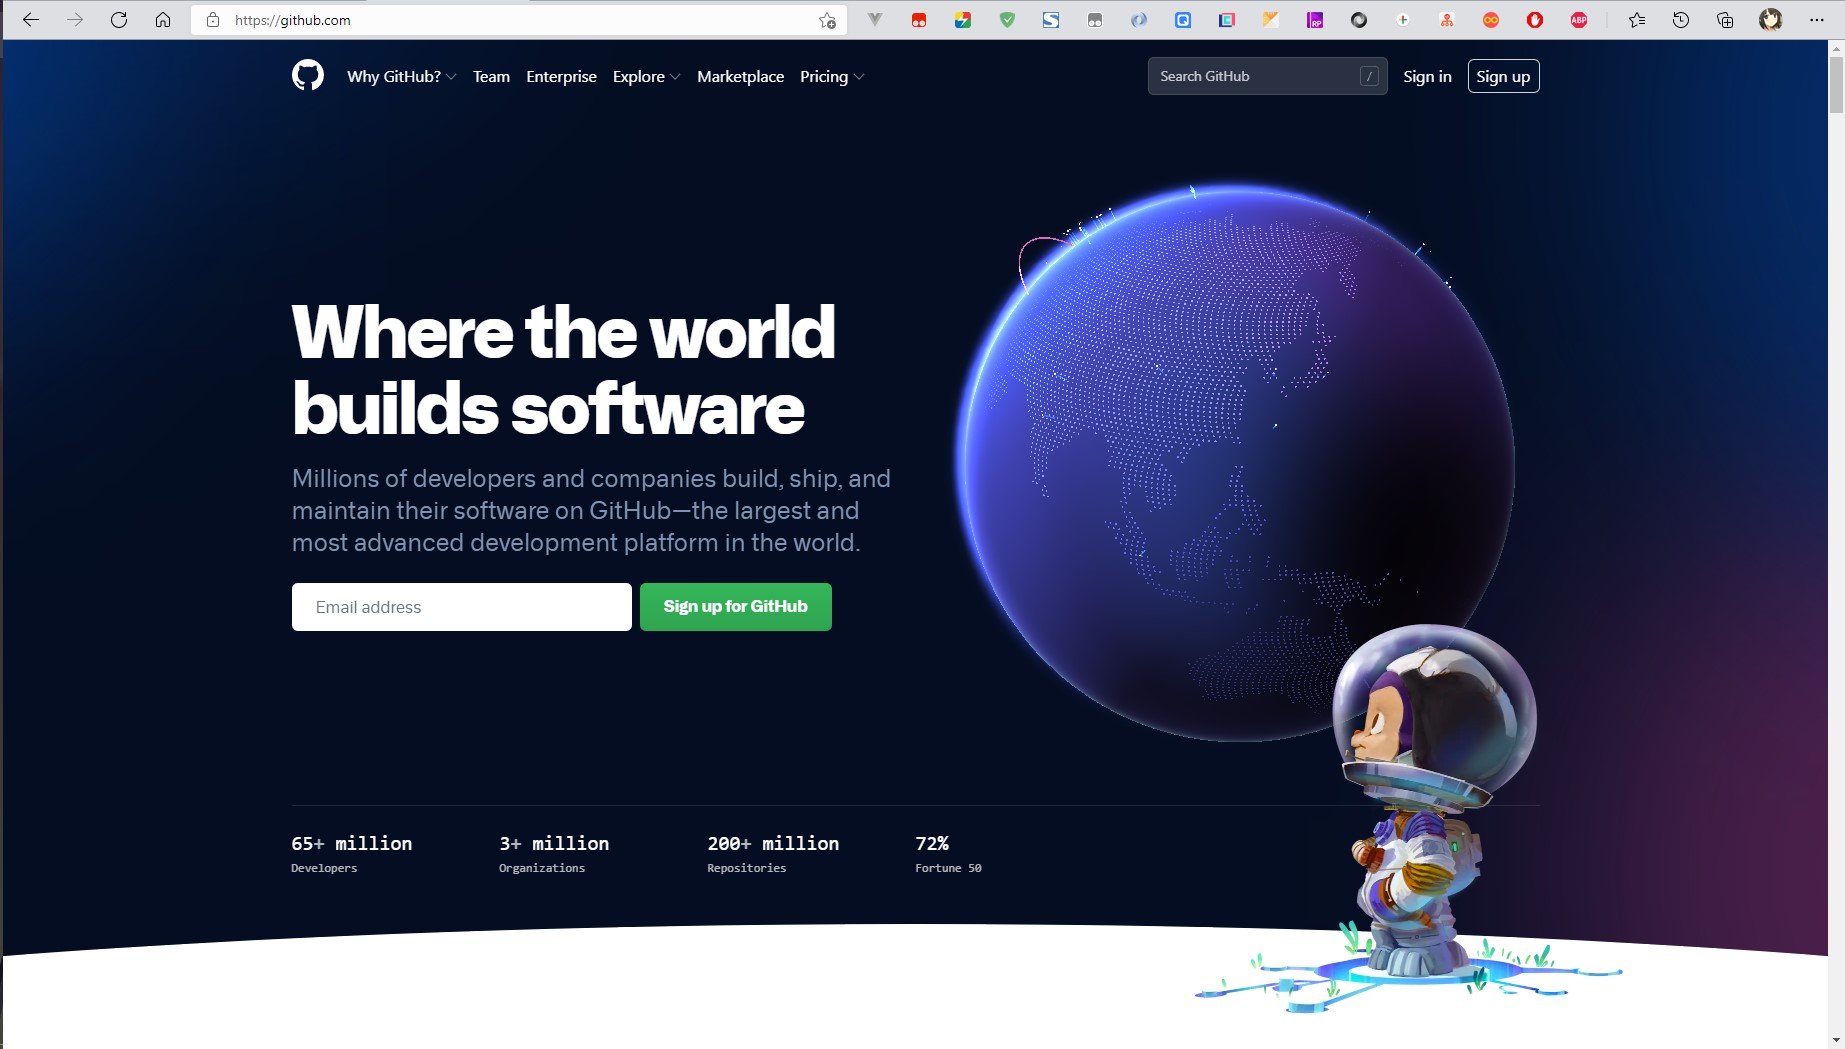 https://github.com
RP
ABP
Why GitHub?
Team
Enterprise
Explore
Marketplace
Pricing
Search GitHub
/
Sign in
Sign up
Where the world
builds software
Millions of developers and companies build, ship, and
maintain their software on GitHub—the largest and
most advanced development platform in the world.
Email address
Sign up for GitHub
65+ million
Developers
3+ million
Organizations
200+ million
Repositories
72%
Fortune 50